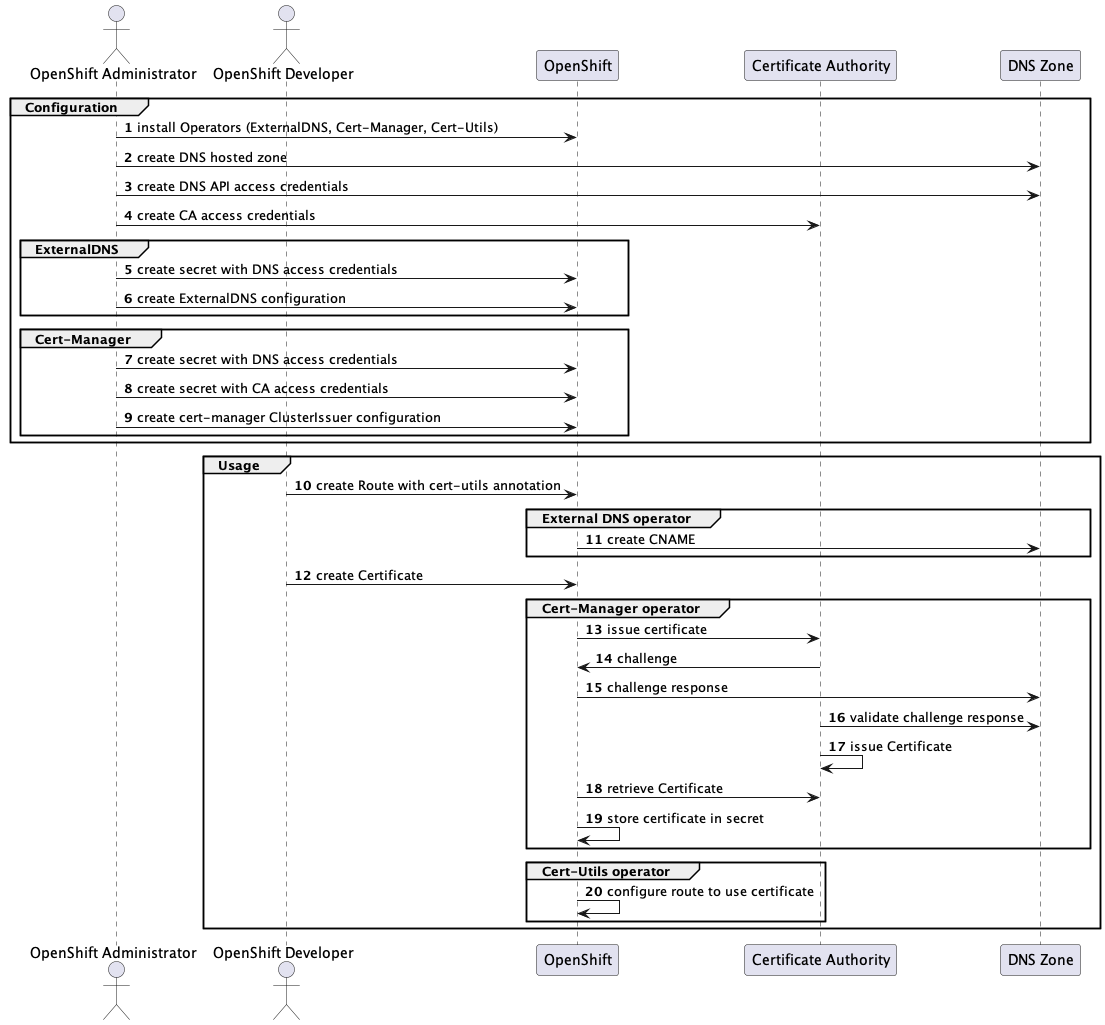 OpenShift Administrator
OpenShift Developer
OpenShift
Certificate Authority
DNS Zone
Configuration
1 install Operators (ExternalDNS, Cert-Manager, Cert-Utils)
2 create DNS hosted zone
3 create DNS API access credentials
4 create CA access credentials
ExternalDNS
5 create secret with DNS access credentials
6 create ExternalDNS configuration
Cert-Manager
7 create secret with DNS access credentials
8 create secret with CA access credentials
9 create cert-manager ClusterIssuer configuration
Usage
10 create Route with cert-utils annotation
External DNS operator
11 create CNAME
12 create Certificate
Cert-Manager operator
13 issue certificate
14 challenge
15 challenge response
16 validate challenge response
17 issue Certificate
18 retrieve Certificate
19 store certificate in secret
Cert-Utils operator
20 configure route to use certificate
OpenShift Administrator
OpenShift Developer
OpenShift
Certificate Authority
DNS Zone